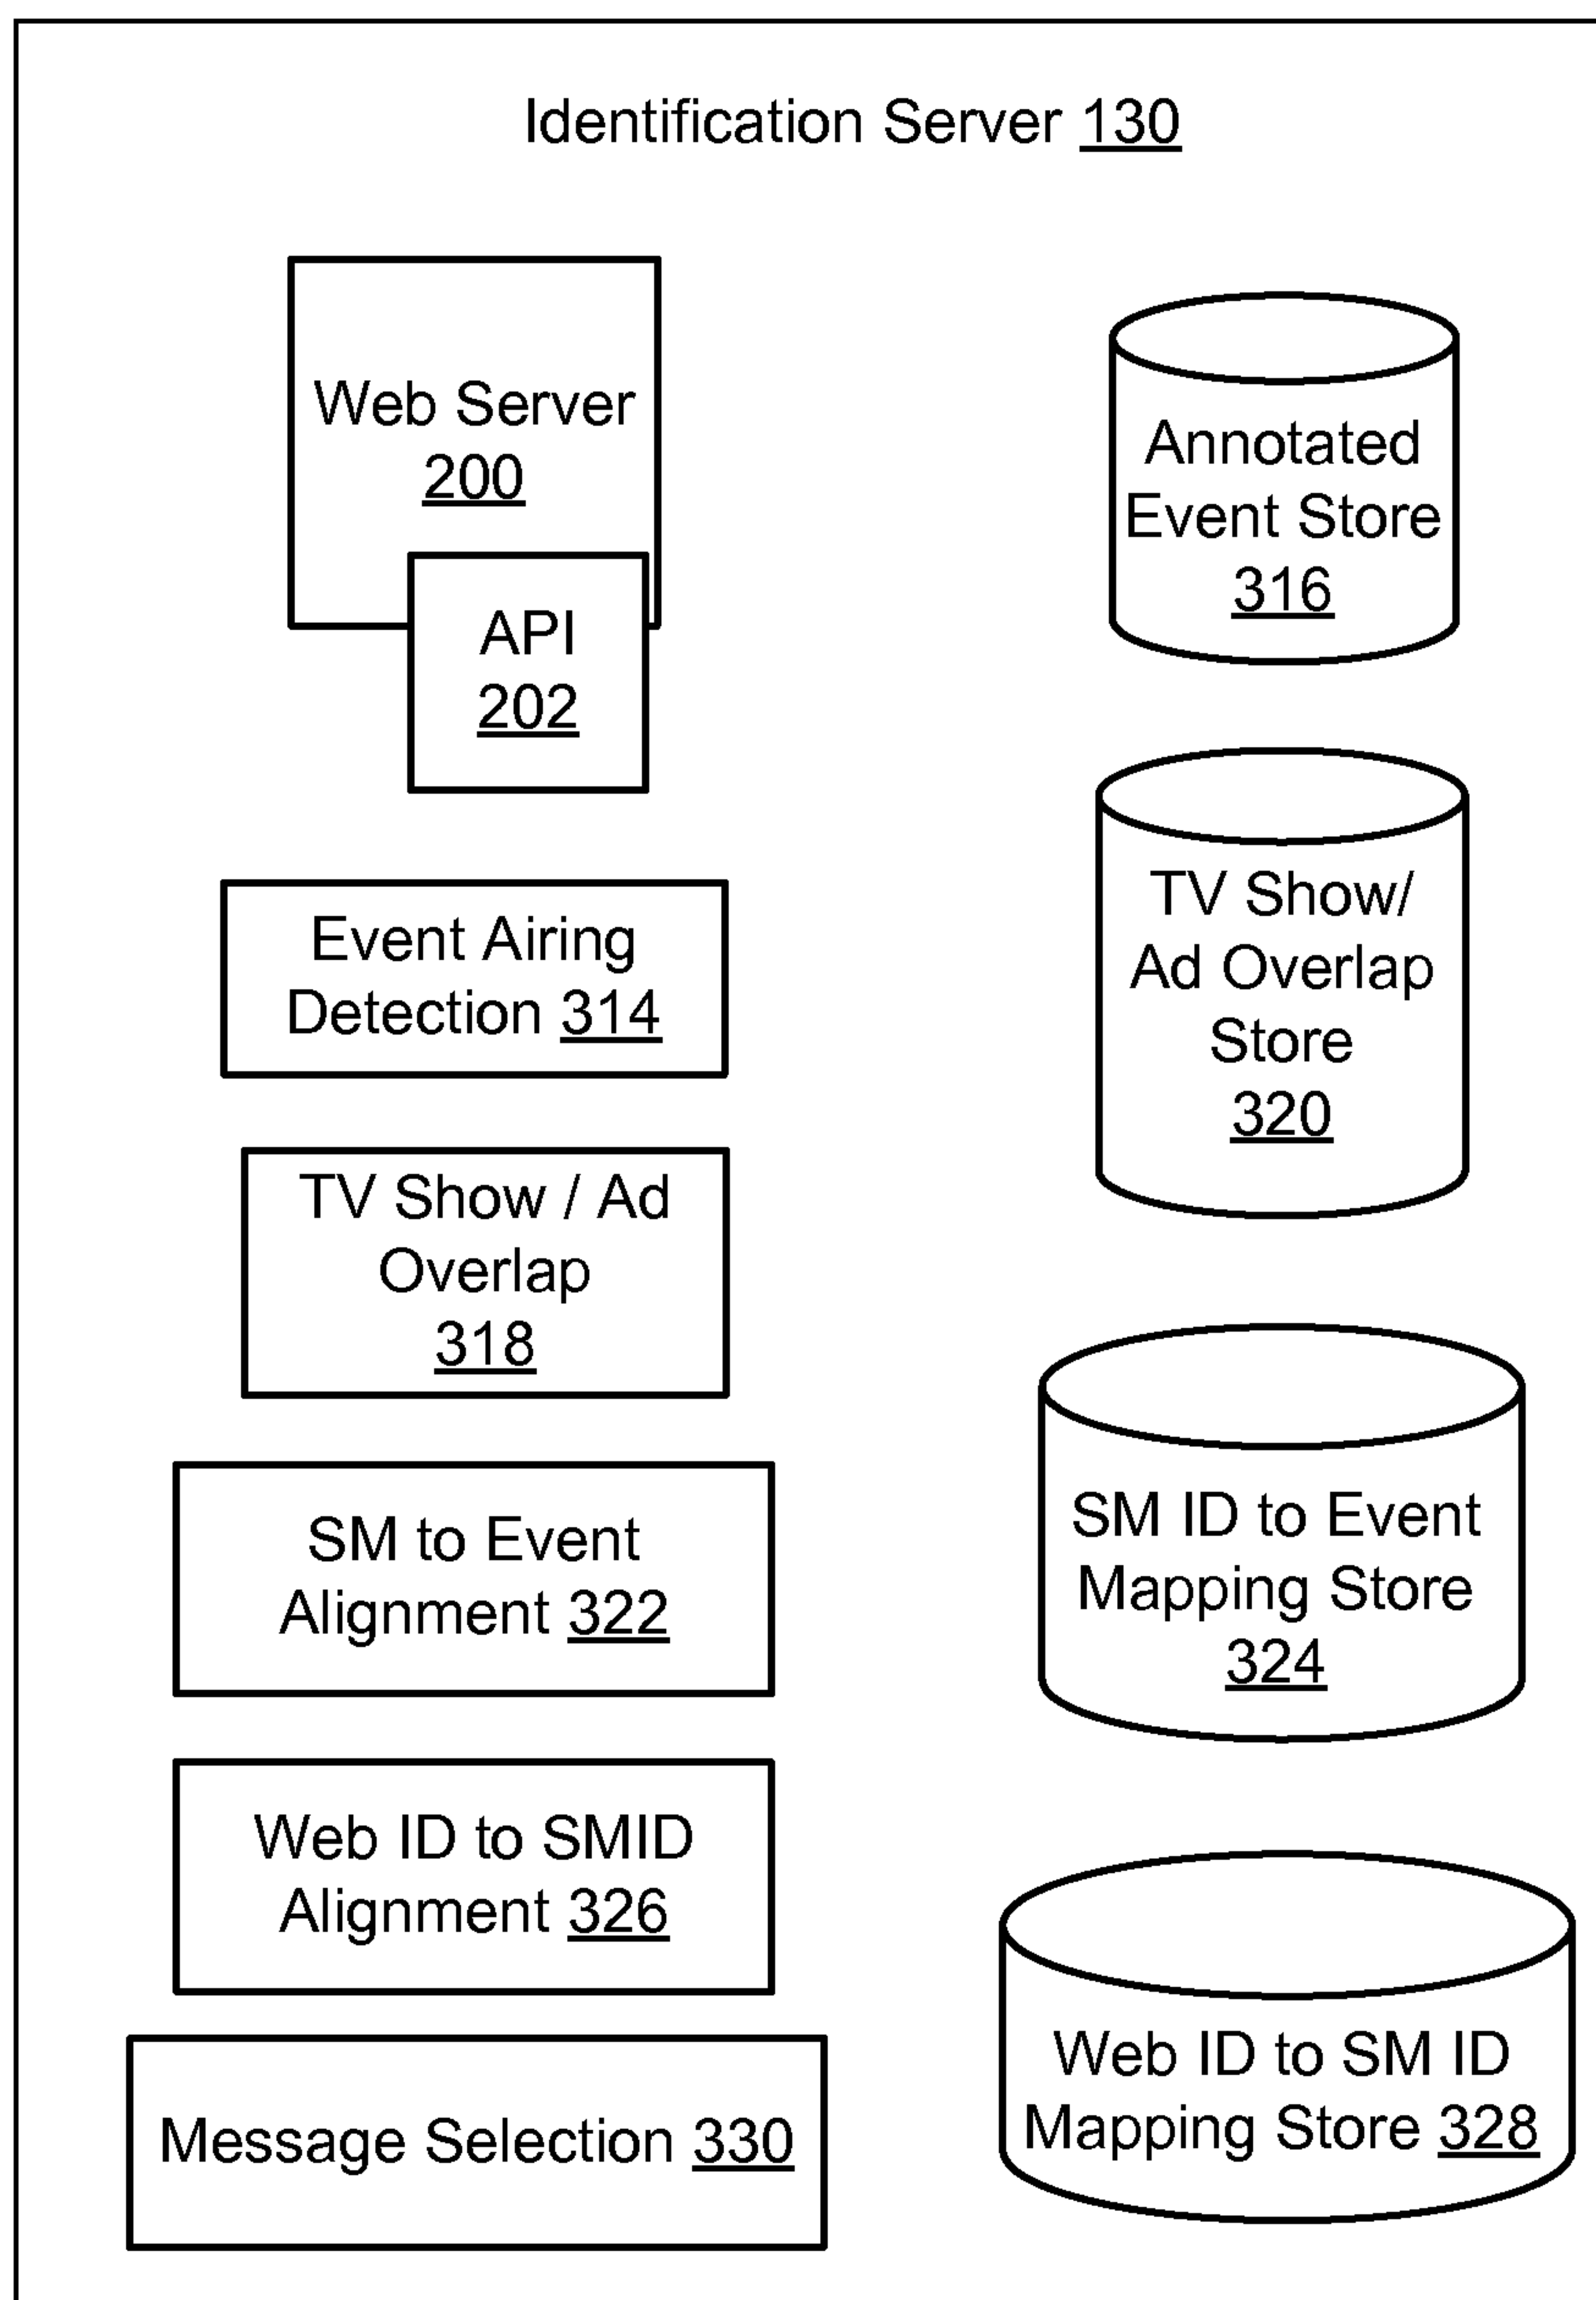 Identification Server 130
Web Server
200
API
202
Event Airing
Detection 314
TV Show / Ad
Overlap
318
SM to Event
Alignment 322
Web ID to SMID
Alignment 326
Message Selection 330
Annotated
Event Store
316
TV Show/
Ad Overlap
Store
320
SM ID to Event
Mapping Store
324
Web ID to SM ID
Mapping Store 328